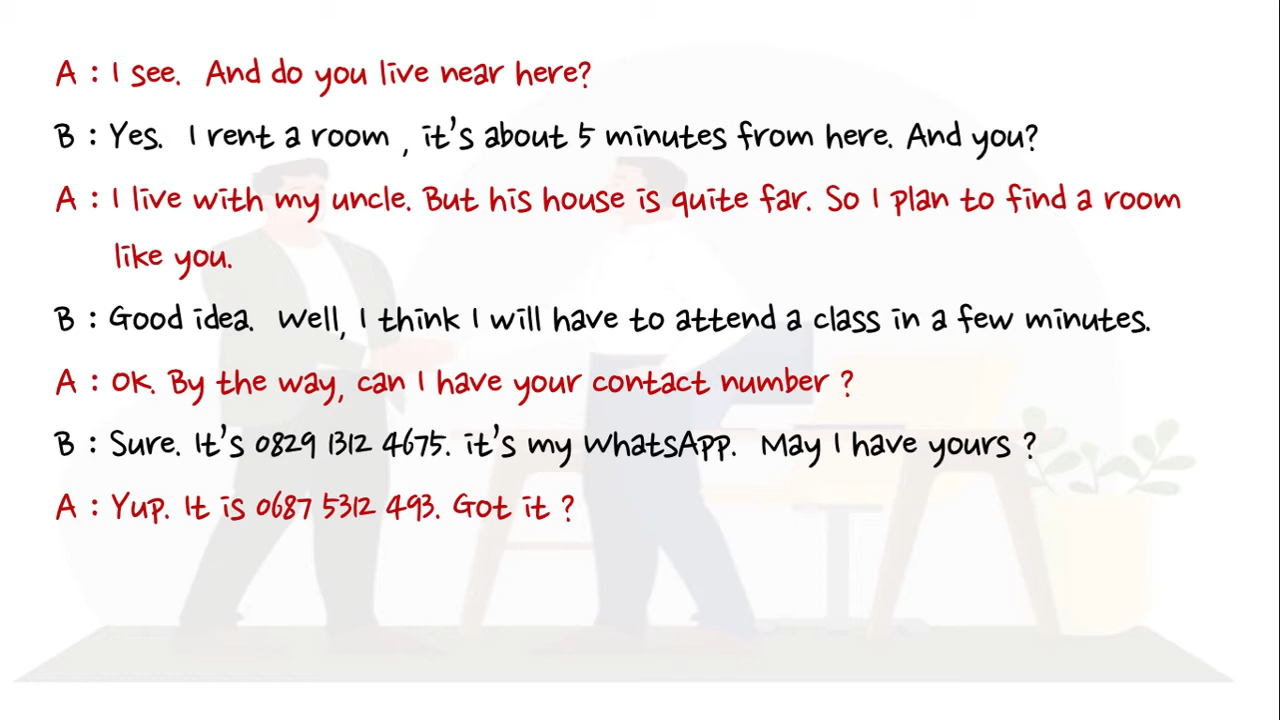 A : I see. And do you live near here?
B : Yes. I rent a room , it's about 5 minutes from here. And you?
A : I live with my uncle. But his house is quite far. So I plan to find a room
like you.
B : Good idea. Well, I think I will have to attend a class in a few minutes.
A : OK. By the way, can I have your contact number ?
B : Sure. It's 0829 1312 4675. it's my WhatsApp. May I have yours ?
A : Yup. It is 0687 5312 493. Got it ?